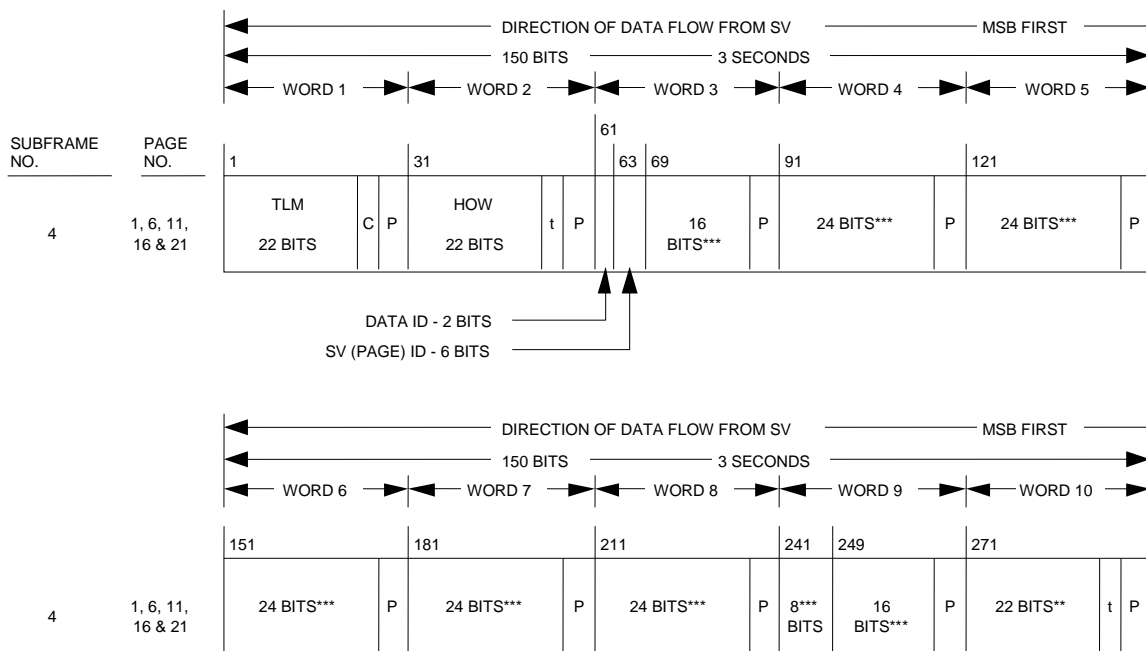 DIRECTION OF DATA FLOW FROM SV MSB FIRST
150 BITS 3 SECONDS
WORD 1 WORD 2 WORD 3 WORD 4 WORD 5
SUBFRAME NO.
PAGE NO.
1 31 61 63 69 91 121
4
1, 6, 11,
16 & 21
TLM
22 BITS
C
P
HOW
22 BITS
t
P
16
BITS***
P
24 BITS***
P
24 BITS***
P
DATA ID - 2 BITS
SV (PAGE) ID - 6 BITS
DIRECTION OF DATA FLOW FROM SV MSB FIRST
150 BITS 3 SECONDS
WORD 6 WORD 7 WORD 8 WORD 9 WORD 10
151 181 211 241 249 271
4
1, 6, 11,
16 & 21
24 BITS***
P
24 BITS***
P
24 BITS***
P
8***
BITS
16
BITS***
P
22 BITS**
t
P